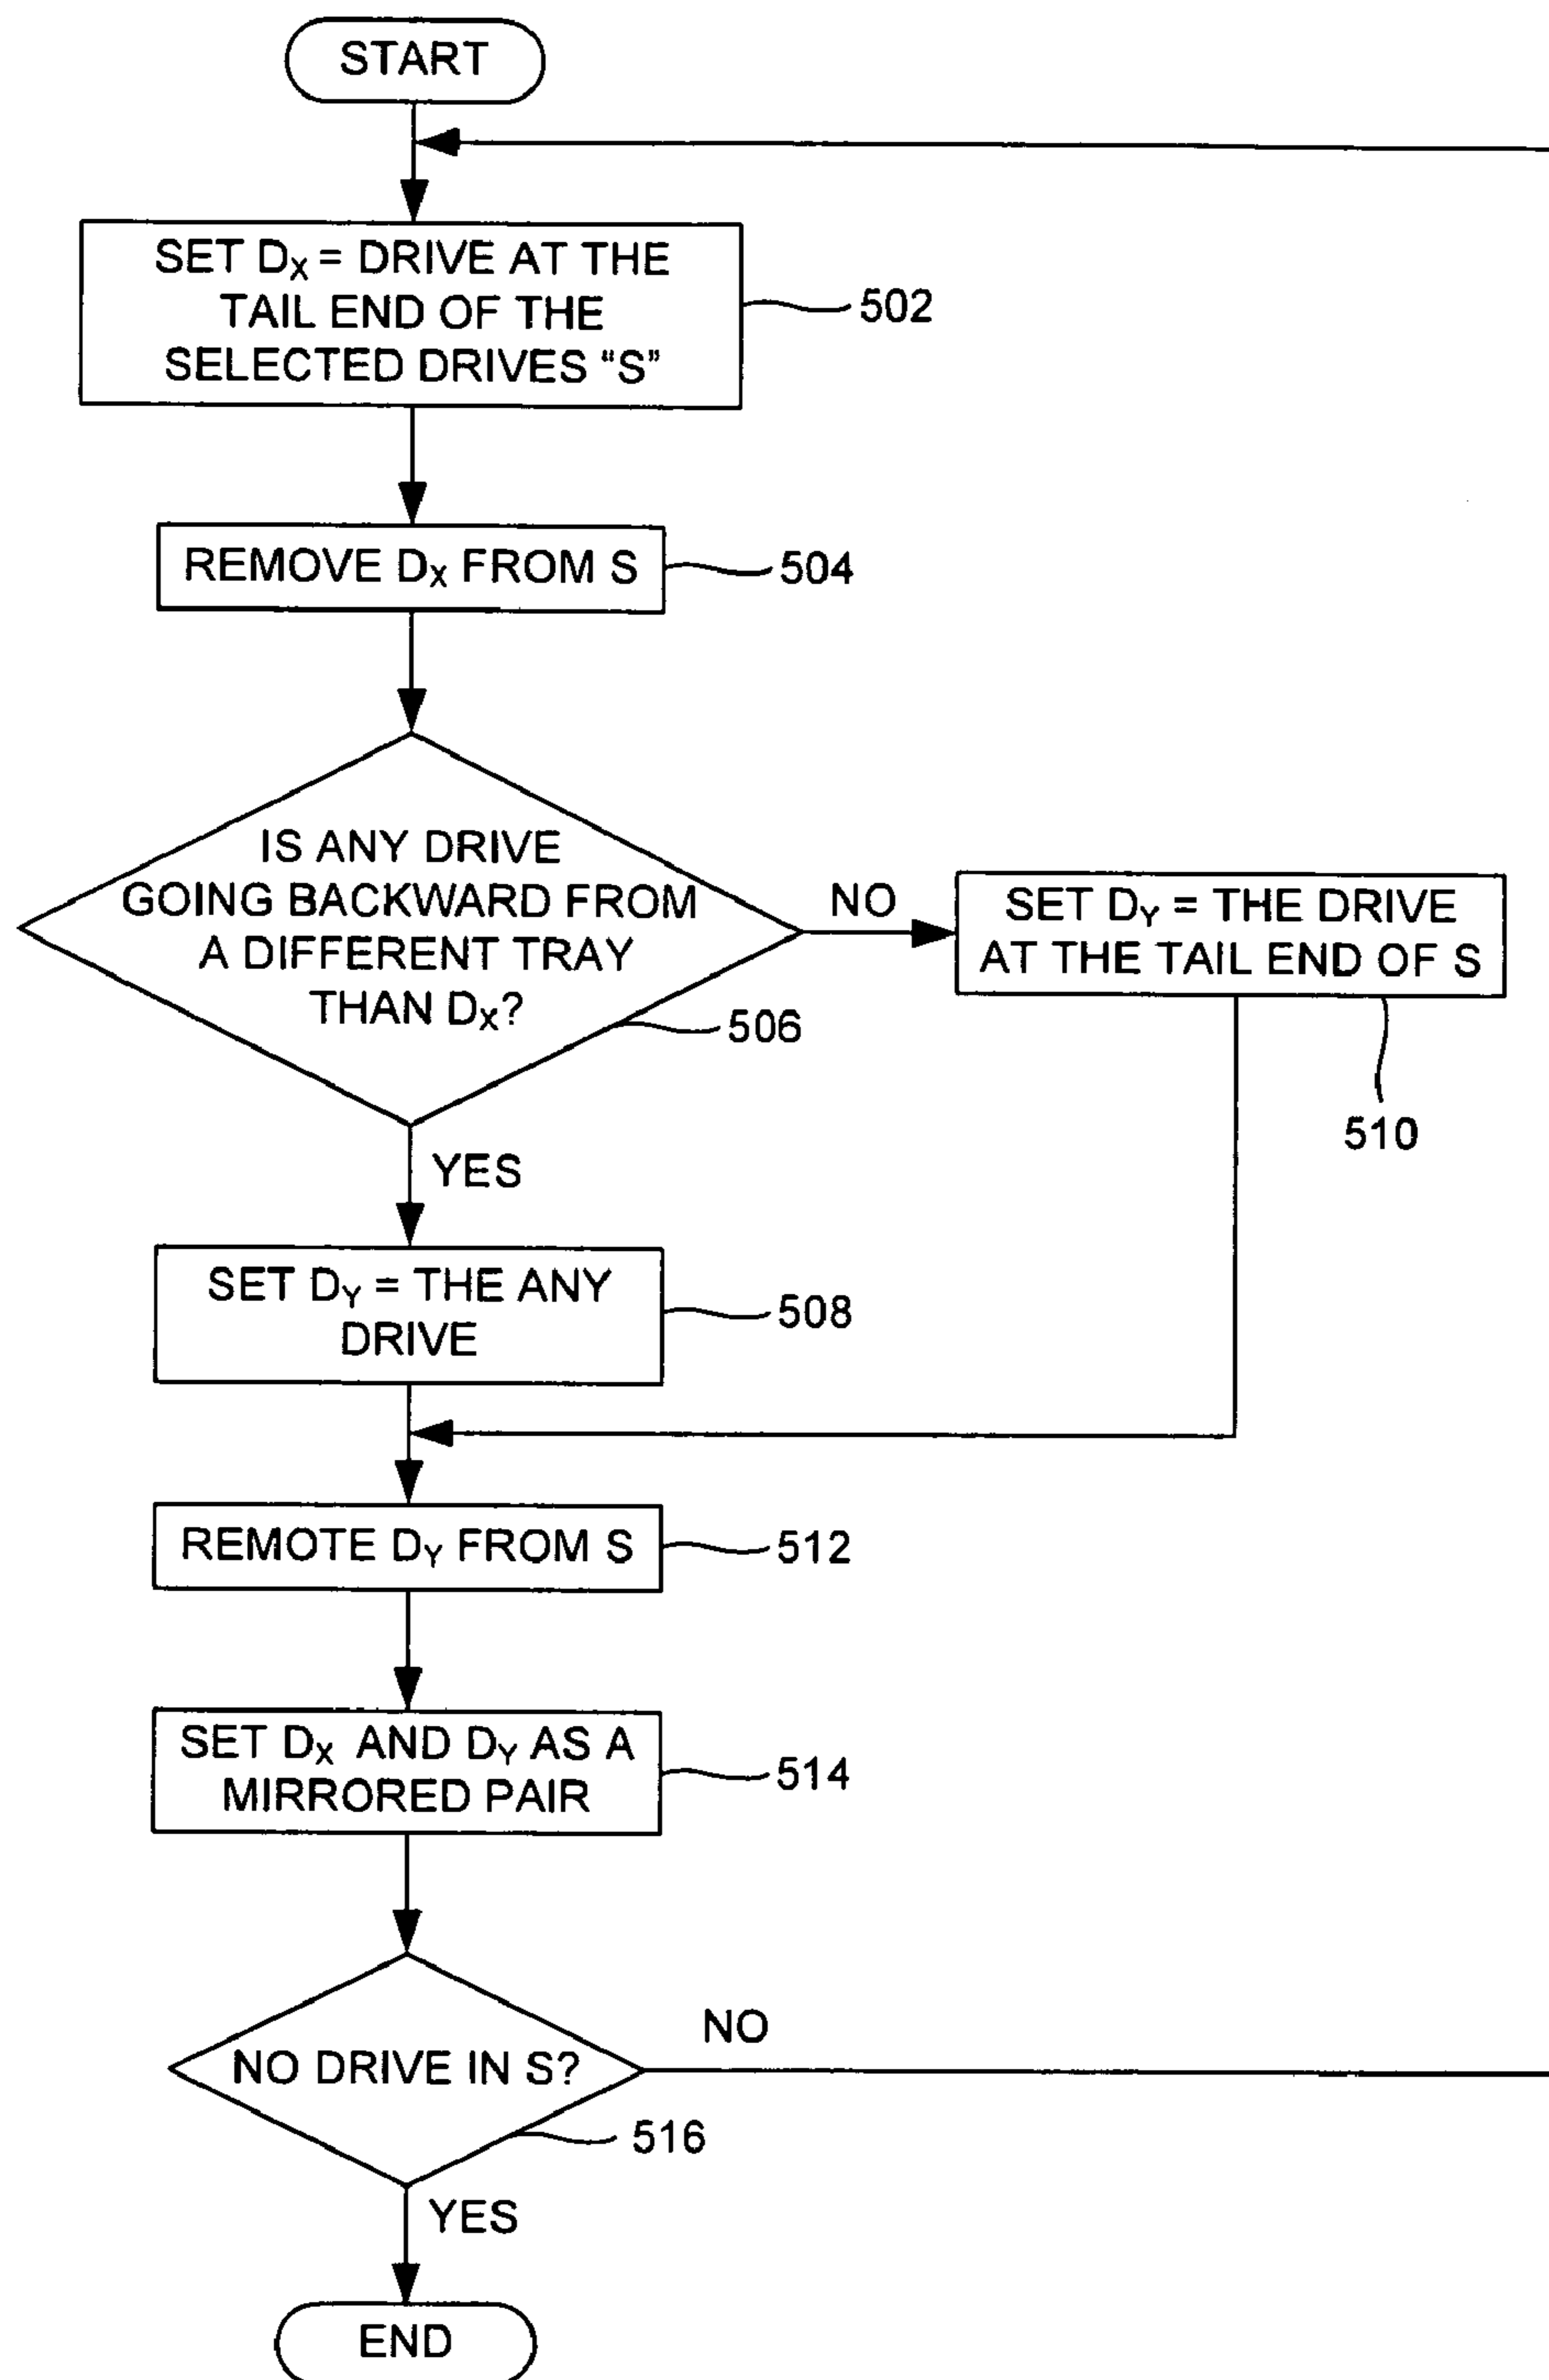 START
SET DX = DRIVE AT THE
TAIL END OF THE
SELECTED DRIVES “S”
502
REMOVE DX FROM S
504
IS ANY DRIVE
GOING BACKWARD FROM
A DIFFERENT TRAY
THAN DX?
506
NO
SET DY = THE DRIVE
AT THE TAIL END OF S
510
YES
SET DY = THE ANY
DRIVE
508
REMOTE DY FROM S
512
SET DX AND DY AS A
MIRRORED PAIR
514
NO DRIVE IN S?
NO
516
YES
END